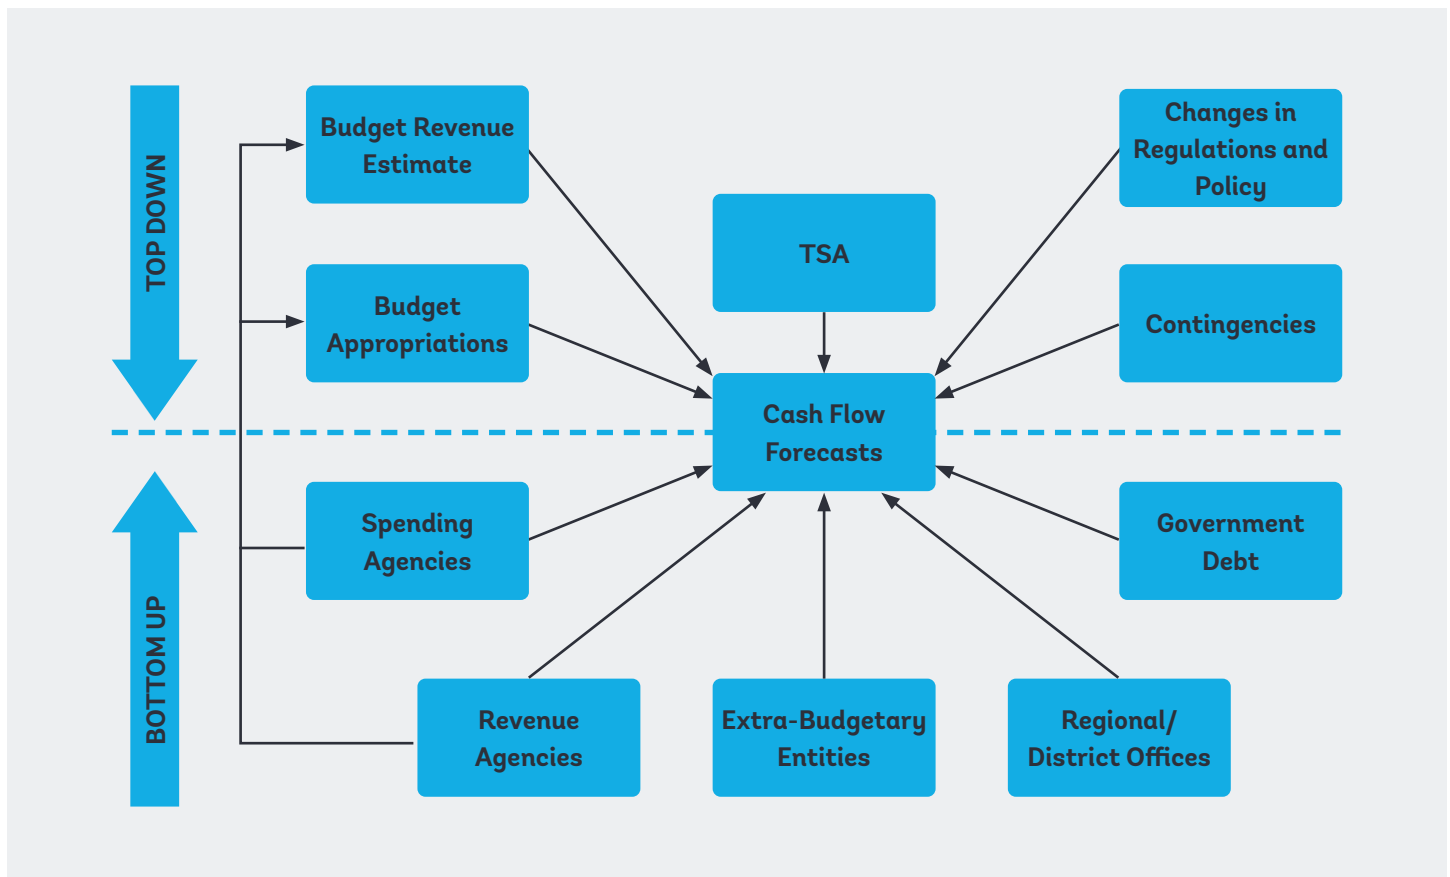 TOP DOWN
Budget Revenue
Estimate
Changes in
Regulations and
Policy
TSA
Budget
Appropriations
Contingencies
Cash Flow
Forecasts
Spending
Agencies
Government
Debt
BOTTOM UP
Revenue
Agencies
Extra-Budgetary
Entities
Regional/
District Offices